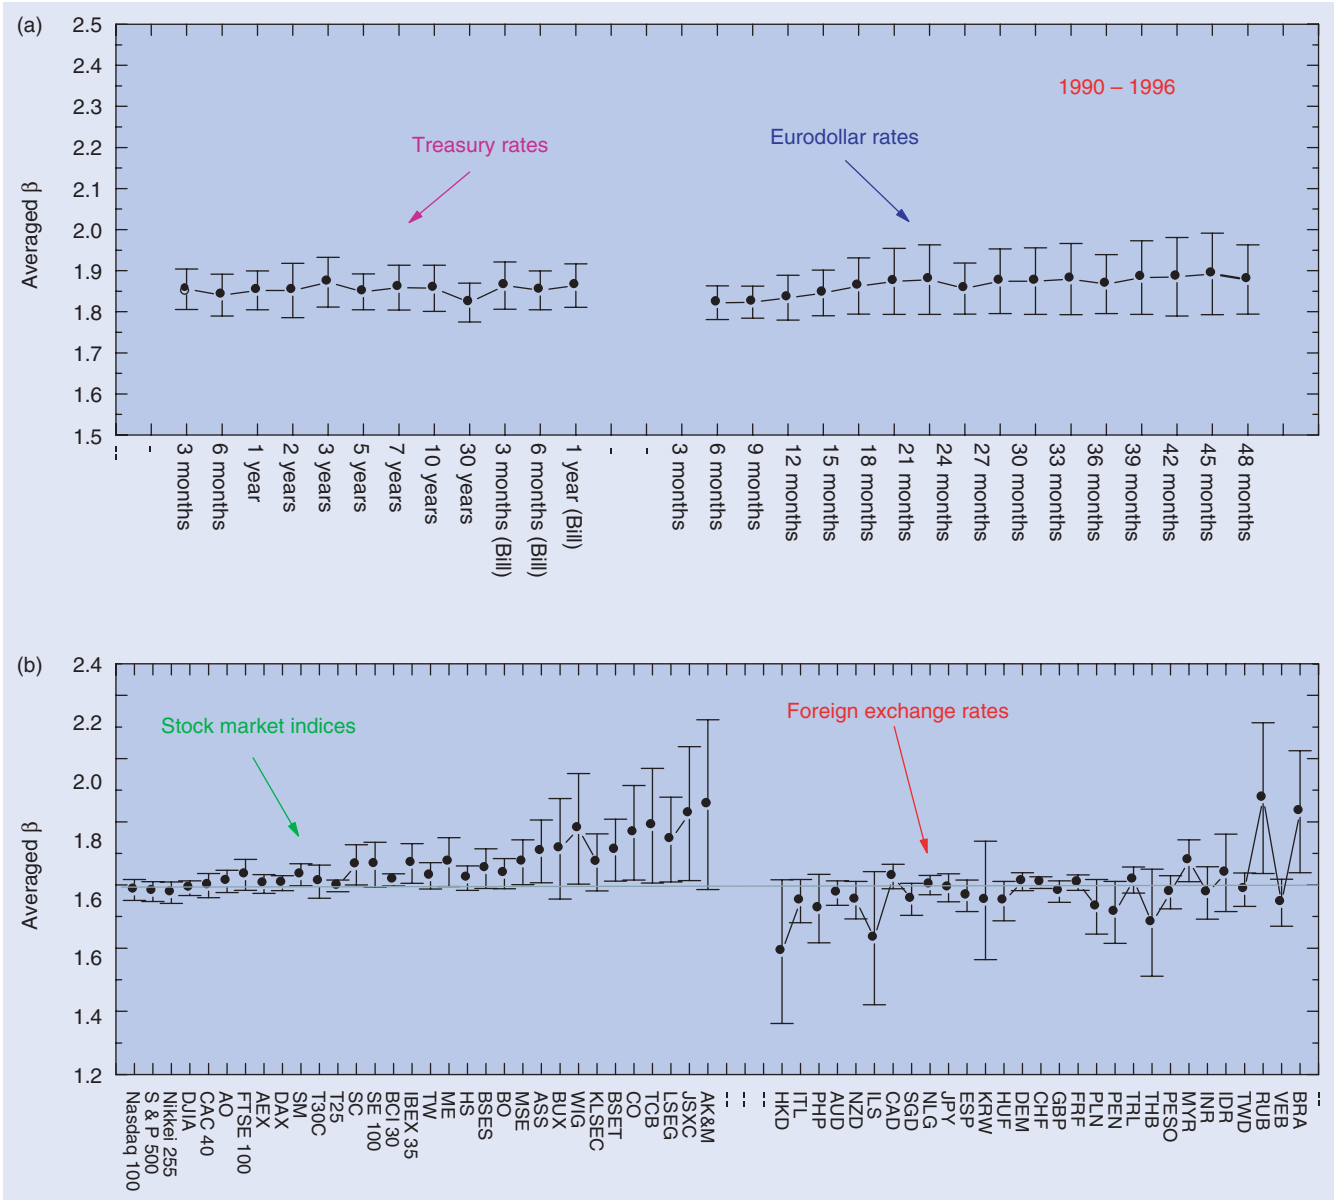 (a)
2.5
2.4
2.3
2.2
2.1
2.0
1.9
1.8
1.7
1.6
1.5
Averaged β
1990 – 1996
Treasury rates
Eurodollar rates
--
-
3 months
6 months
1 year
2 years
3 years
5 years
7 years
10 years
30 years
3 months (Bill)
6 months (Bill)
1 year (Bill)
-
-
3 months
6 months
9 months
12 months
15 months
18 months
21 months
24 months
27 months
30 months
33 months
36 months
39 months
42 months
45 months
48 months
(b)
2.4
2.2
2.0
1.8
1.6
1.6
1.4
1.2
Averaged β
Stock market indices
Foreign exchange rates
Nasdaq 100
S & P 500
Nikkei 255
DJIA
CAC 40
AO
FTSE 100
AEX
DAX
SM
T30C
T25
SC
SE 100
BCI 30
IBEX 35
TW
ME
HS
BSES
BO
MSE
ASS
BUX
WIG
KLSEC
BSET
CO
TCB
LSEG
JSXC
AK&M
--
--
--
HKD
ITL
PHP
AUD
NZD
ILS
CAD
SGD
NLG
JPY
ESP
KRW
HUF
DEM
CHF
GBP
FRF
PLN
PEN
TRL
THB
PESO
MYR
INR
IDR
TWD
RUB
VEB
BRA
--